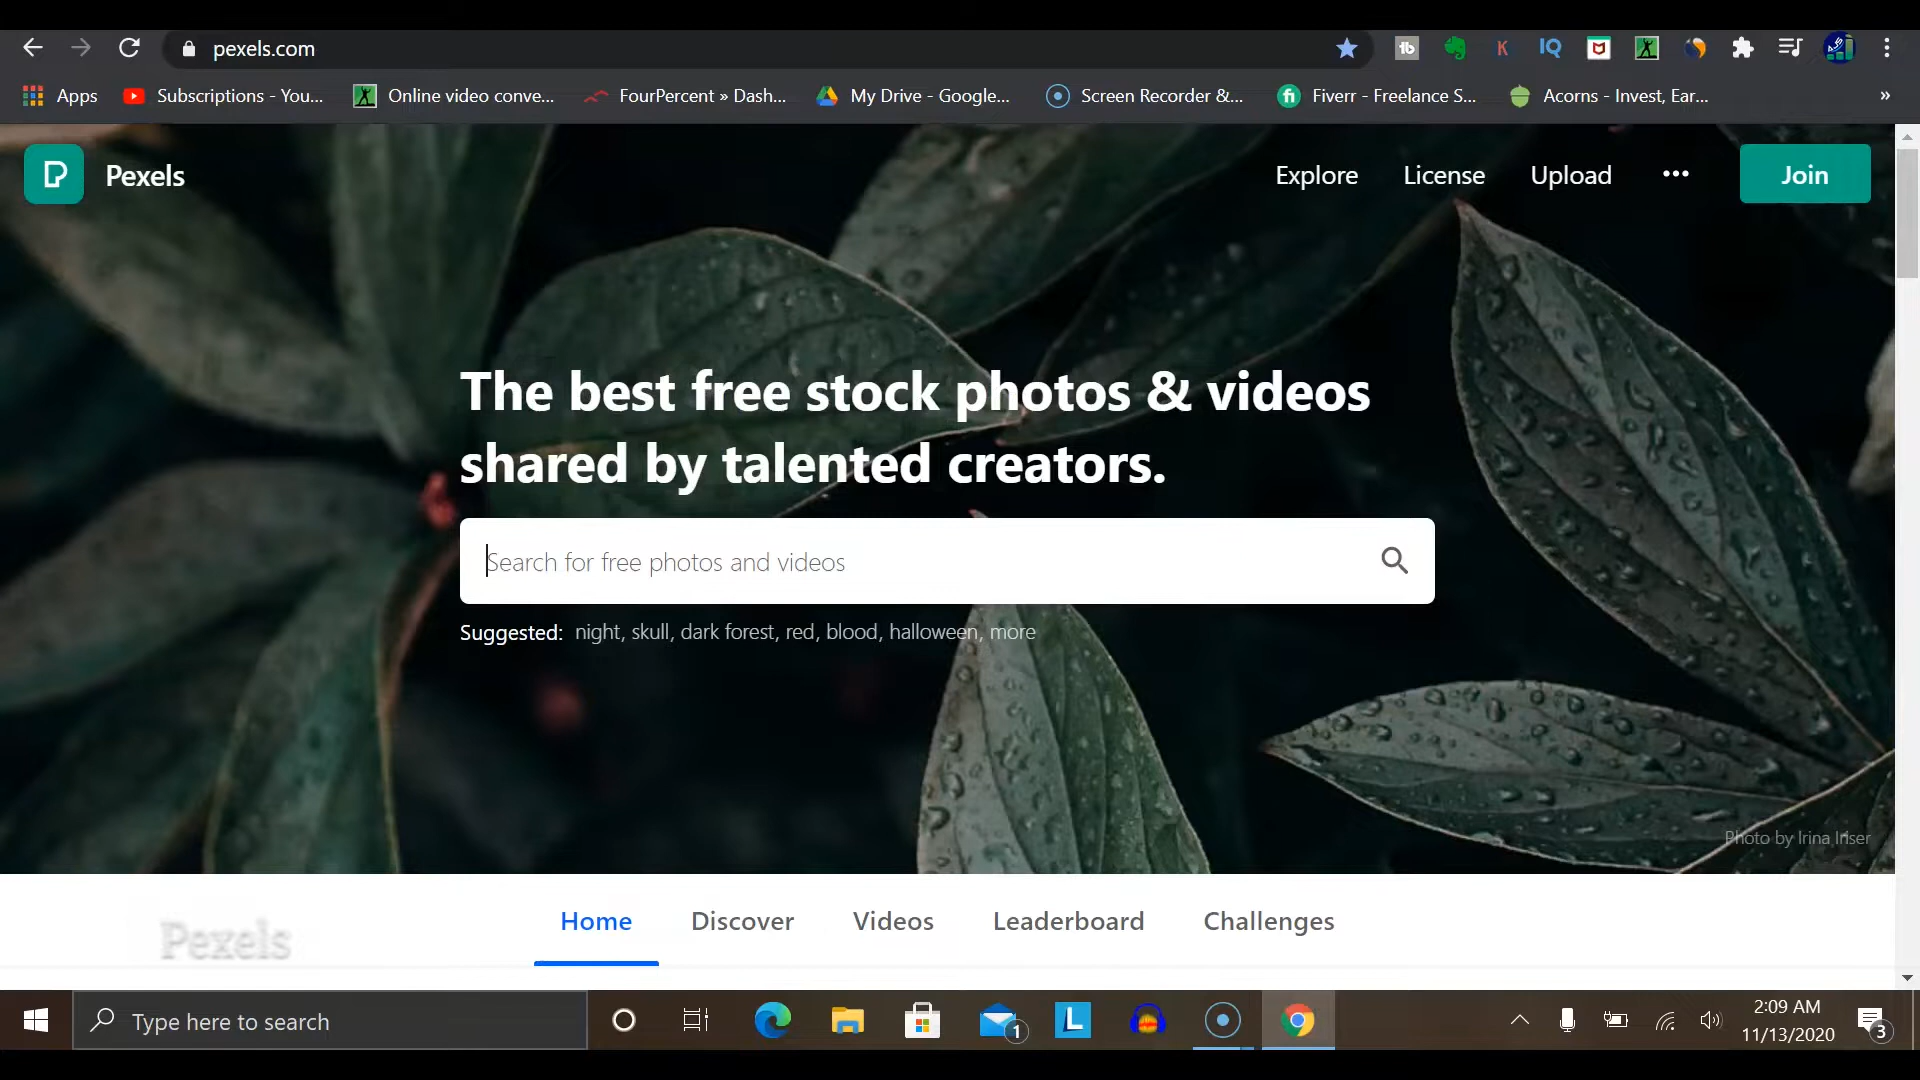 pexels.com
Apps
Subscriptions - You...
Online video conve...
FourPercent » Dash...
My Drive - Google...
Screen Recorder &...
Fiverr - Freelance S...
Acorns - Invest, Ear...
»
Pexels
Explore
License
Upload
Join
The best free stock photos & videos
shared by talented creators.
Search for free photos and videos
Suggested: night, skull, dark forest, red, blood, halloween, more
Photo by Irina Iriser
Home
Discover
Videos
Leaderboard
Challenges
Pexels
Type here to search
1
L
2:09 AM
11/13/2020
3